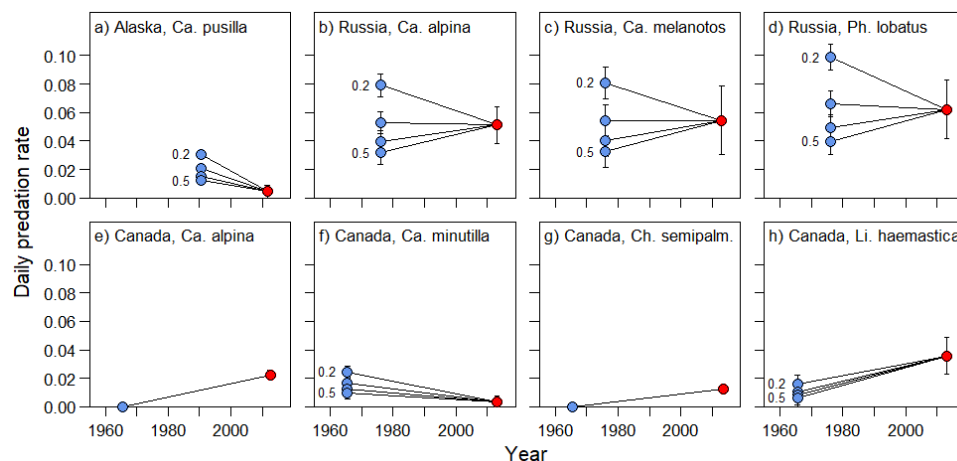 a) Alaska, Ca. pusilla
b) Russia, Ca. alpina
c) Russia, Ca. melanotos
d) Russia, Ph. lobatus
0.10
0.08
0.06
0.04
0.02
0.00
0.2
0.5
0.2
0.5
0.2
0.5
0.2
0.5
Daily predation rate
e) Canada, Ca. alpina
f) Canada, Ca. minutilla
g) Canada, Ch. semipalm.
h) Canada, Li. haemastica
0.10
0.08
0.06
0.04
0.02
0.00
0.2
0.5
0.2
0.5
1960 1980 2000
1960 1980 2000
1960 1980 2000
1960 1980 2000
Year